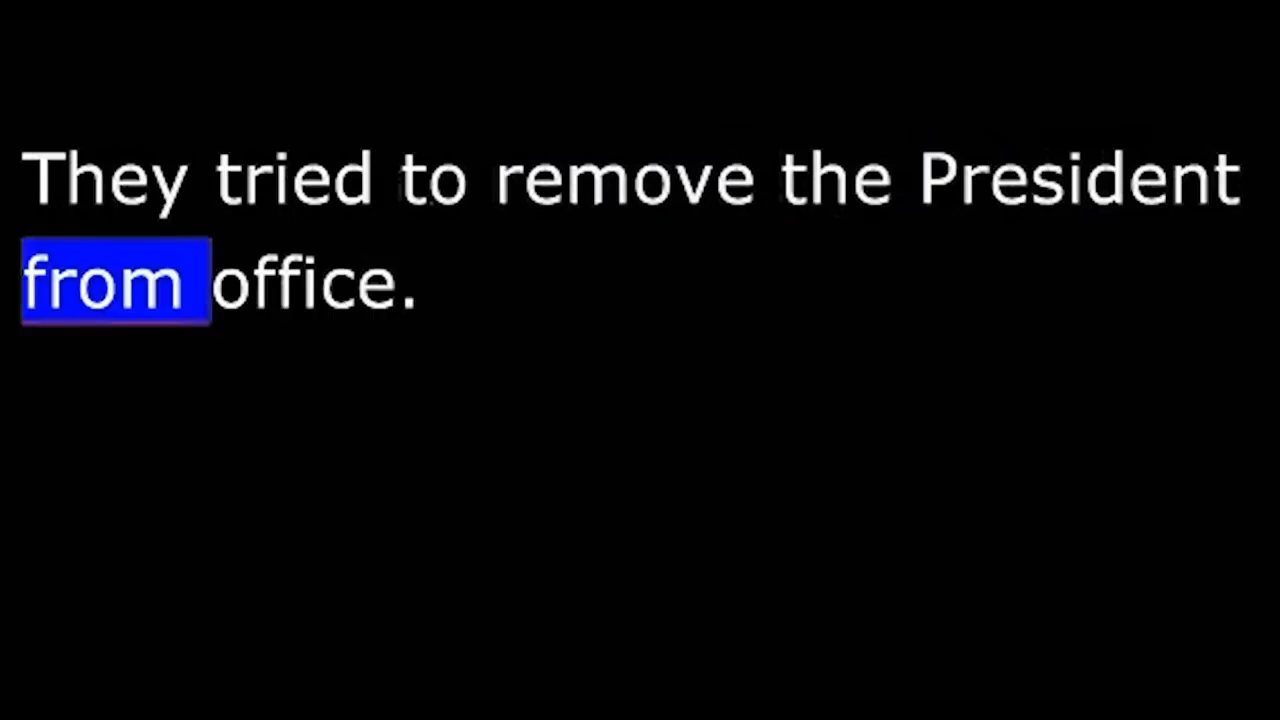 They tried to remove the President
from office.